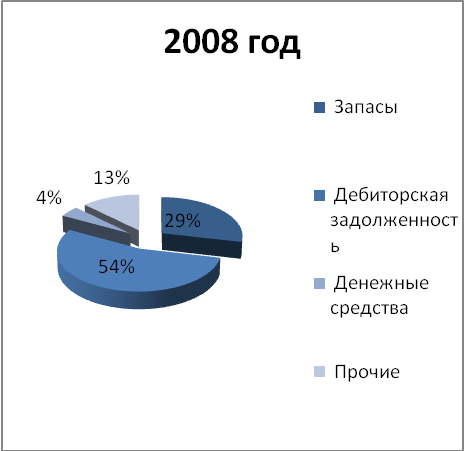 2008 год
Запасы
13%
4%
29%
Дебиторская
задолженност
ь
54%
Денежные
средства
Прочие